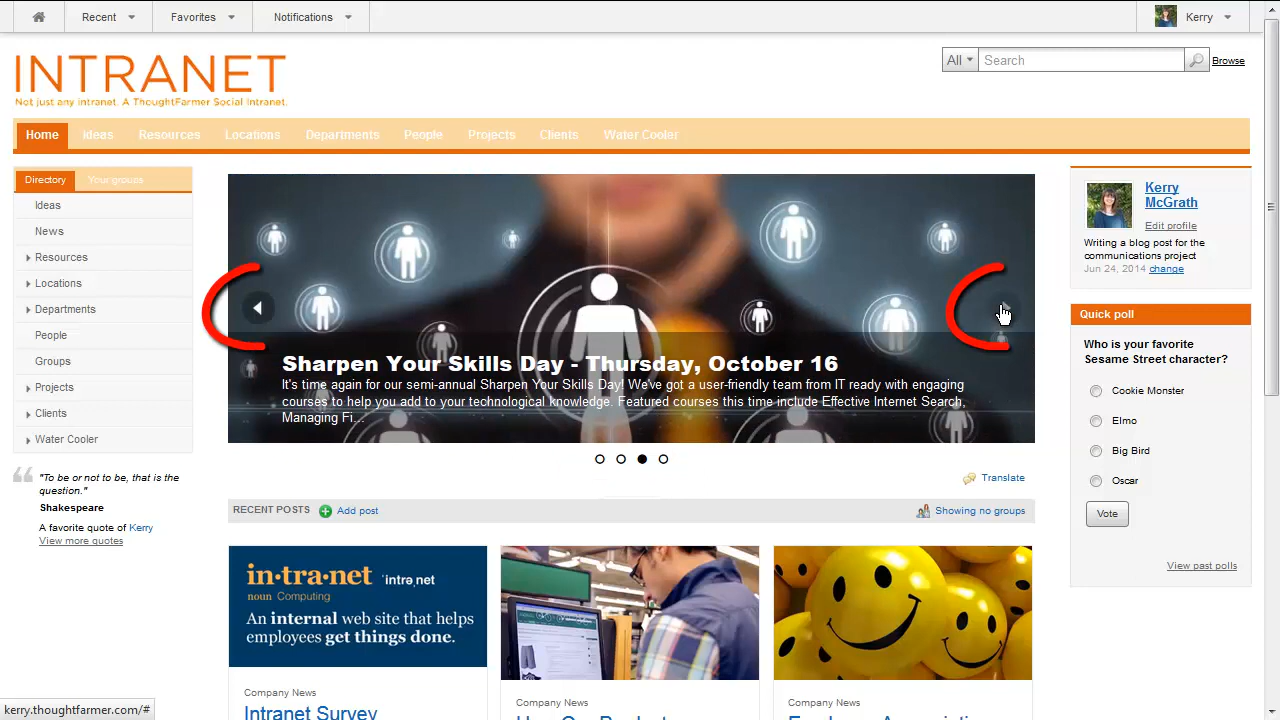 Recent
Favorites
Notifications
Kerry
INTRANET
Not just any intranet. A ThoughtFarmer Social Intranet.
All
Search
Browse
Home Ideas Resources Locations Departments People Projects Clients Water Cooler
Directory Your groups
Ideas
News
Resources
Locations
Departments
People
Groups
Projects
Clients
Water Cooler
"To be or not to be, that is the
question."
Shakespeare
A favorite quote of Kerry
View more quotes
Sharpen Your Skills Day - Thursday, October 16
It's time again for our semi-annual Sharpen Your Skills Day! We've got a user-friendly team from IT ready with engaging
courses to help you add to your technological knowledge. Featured courses this time include Effective Internet Search,
Managing Fi...
Translate
RECENT POSTS Add post
Showing no groups
in·tra·net 'intrə,net
noun Computing
An internal web site that helps
employees get things done.
Company News
Intranet Survey
Company News
Company News
Kerry
McGrath
Edit profile
Writing a blog post for the
communications project
Jun 24, 2014 change
Quick poll
Who is your favorite
Sesame Street character?
Cookie Monster
Elmo
Big Bird
Oscar
Vote
View past polls
kerry.thoughtfarmer.com/#